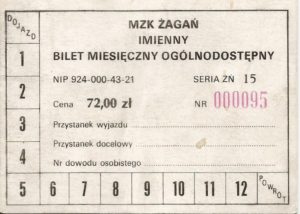 DOJAZD
MZK ŻAGAŃ
IMIENNY
BILET MIESIĘCZNY OGÓLNODOSTĘPNY
NIP 924-000-43-21 SERIA ŻN 15
Cena 72,00 zł NR 000095
Przystanek wyjazdu
Przystanek docelowy
Nr dowodu osobistego
1
2
3
4
5 6 7 8 9 10 11 12
POWRÓT